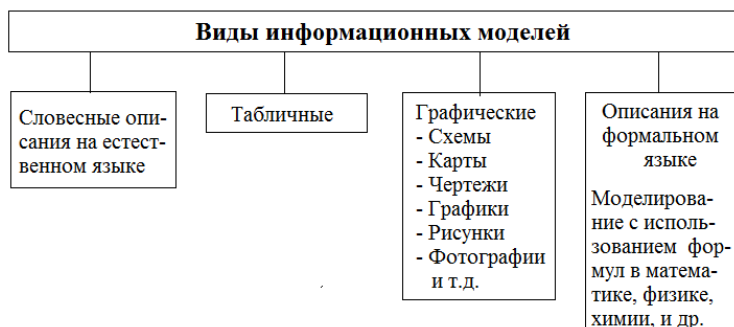 Виды информационных моделей
Словесные опи-
сания на естест-
венном языке
Табличные
Графические
- Схемы
- Карты
- Чертежи
- Графики
- Рисунки
- Фотографии
и т.д.
Описания на
формальном
языке
Моделирова-
ние с исполь-
зованием фор-
мул в матема-
тике, физике,
химии, и др.